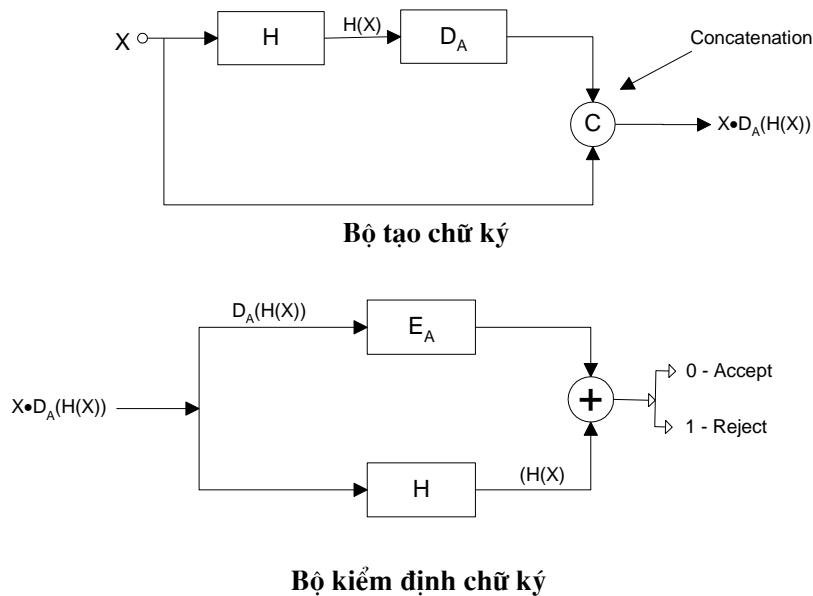 Concatenation
X
H
H(X)
D_A
C
X•D_A(H(X))
Bộ tạo chữ ký
D_A(H(X))
E_A
0 - Accept
X•D_A(H(X))
+
1 - Reject
H
(H(X)
Bộ kiểm định chữ ký